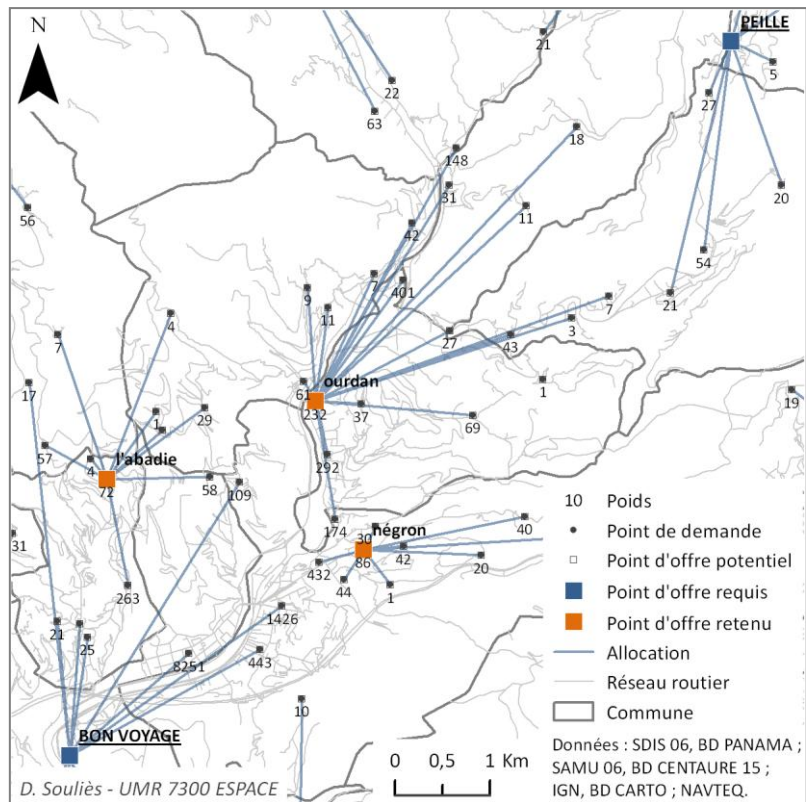 N
PEILLE
21
5
22
27
63
18
148
31
20
11
56
42
54
7
401
9
21
11
7
4
3
7
27
43
61
ourdan
1
17
232
37
19
1
29
69
57
l'abadie
4
292
72
58
109
négron
174
30
40
31
432
86
42
20
44
1
263
1426
21
25
443
8251
10
BON VOYAGE
10 Poids
Point de demande
Point d'offre potentiel
Point d'offre requis
Point d'offre retenu
Allocation
Réseau routier
Commune
Données : SDIS 06, BD PANAMA ;
SAMU 06, BD CENTAURE 15 ;
IGN, BD CARTO ; NAVTEQ.
0 0,5 1 Km
D. Souliès - UMR 7300 ESPACE